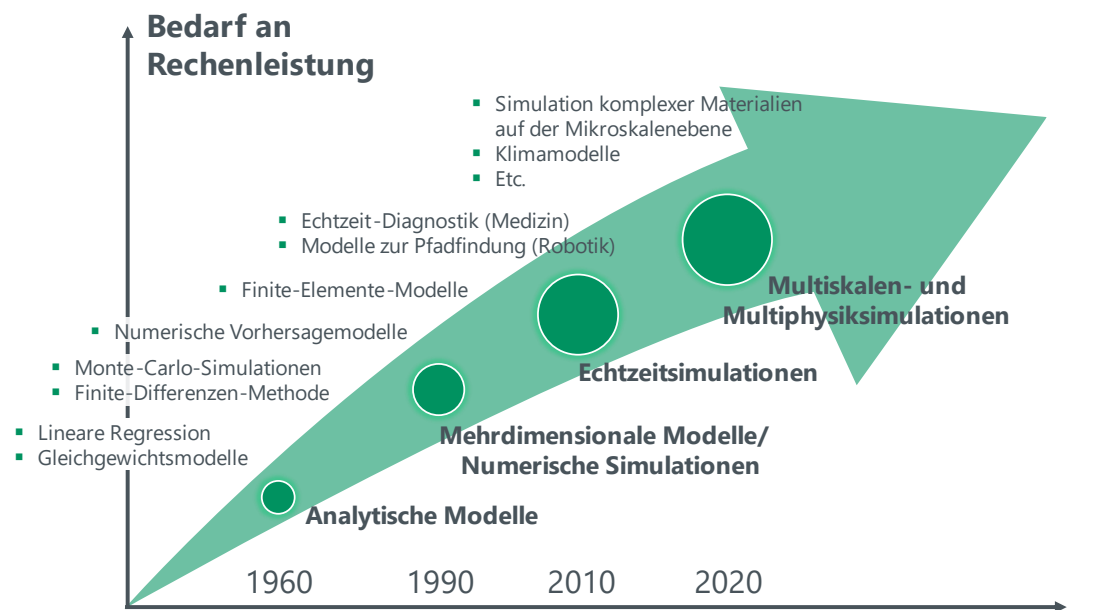 Bedarf an
Rechenleistung
▪ Simulation komplexer Materialien
auf der Mikroskalenebene
▪ Klimamodelle
▪ Etc.
▪ Echtzeit-Diagnostik (Medizin)
▪ Modelle zur Pfadfindung (Robotik)
▪ Finite-Elemente-Modelle
▪ Numerische Vorhersagemodelle
▪ Monte-Carlo-Simulationen
▪ Finite-Differenzen-Methode
▪ Lineare Regression
▪ Gleichgewichtsmodelle
Multiskalen- und
Multiphysiksimulationen
Echtzeitsimulationen
Mehrdimensionale Modelle/
Numerische Simulationen
Analytische Modelle
1960 1990 2010 2020